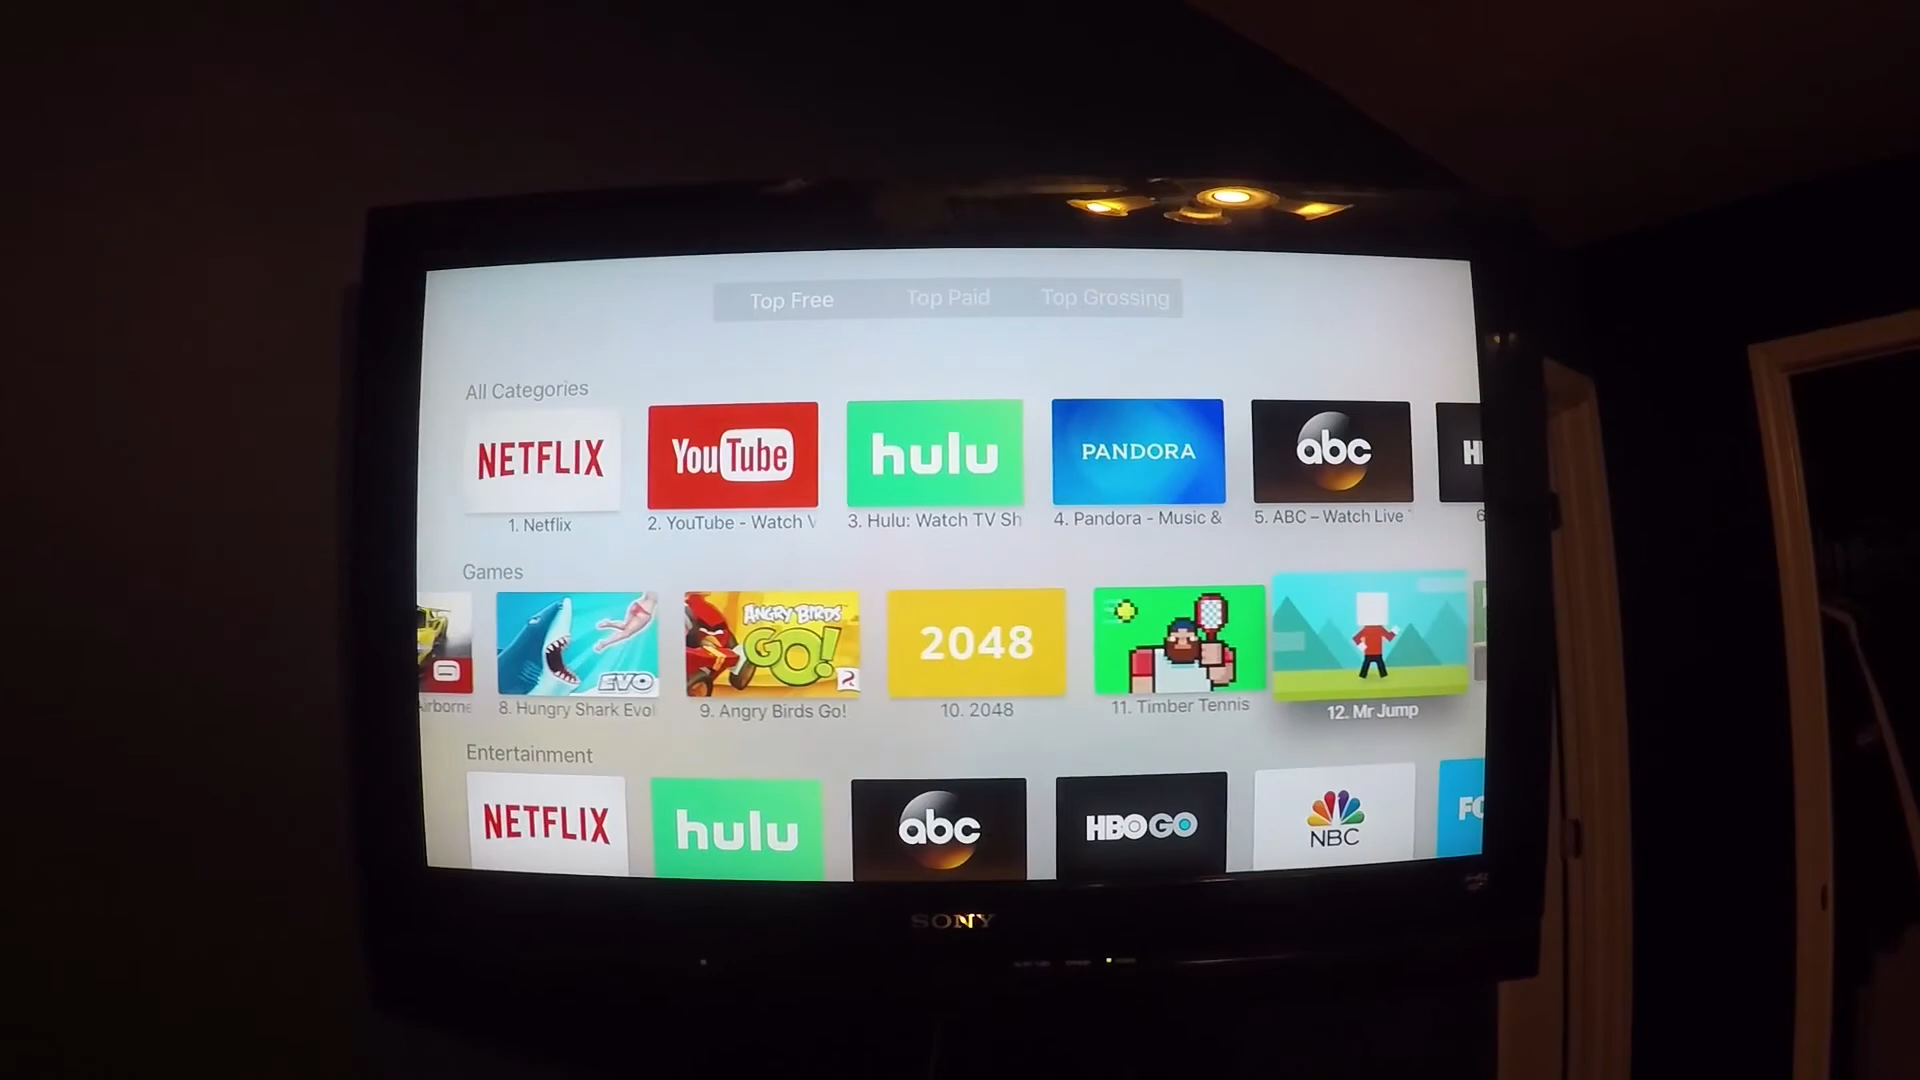 Top Free
Top Paid
Top Grossing
All Categories
NETFLIX
YouTube
hulu
PANDORA
abc
1. Netflix
2. YouTube - Watch
3. Hulu: Watch TV Sh
4. Pandora - Music &
5. ABC – Watch Live
6
Games
EVO
ANGRY BIRDS
GO!
2048
8. Hungry Shark Evol
9. Angry Birds Go!
10. 2048
11. Timber Tennis
12. Mr Jump
Entertainment
NETFLIX
hulu
abc
HBO GO
NBC
SONY